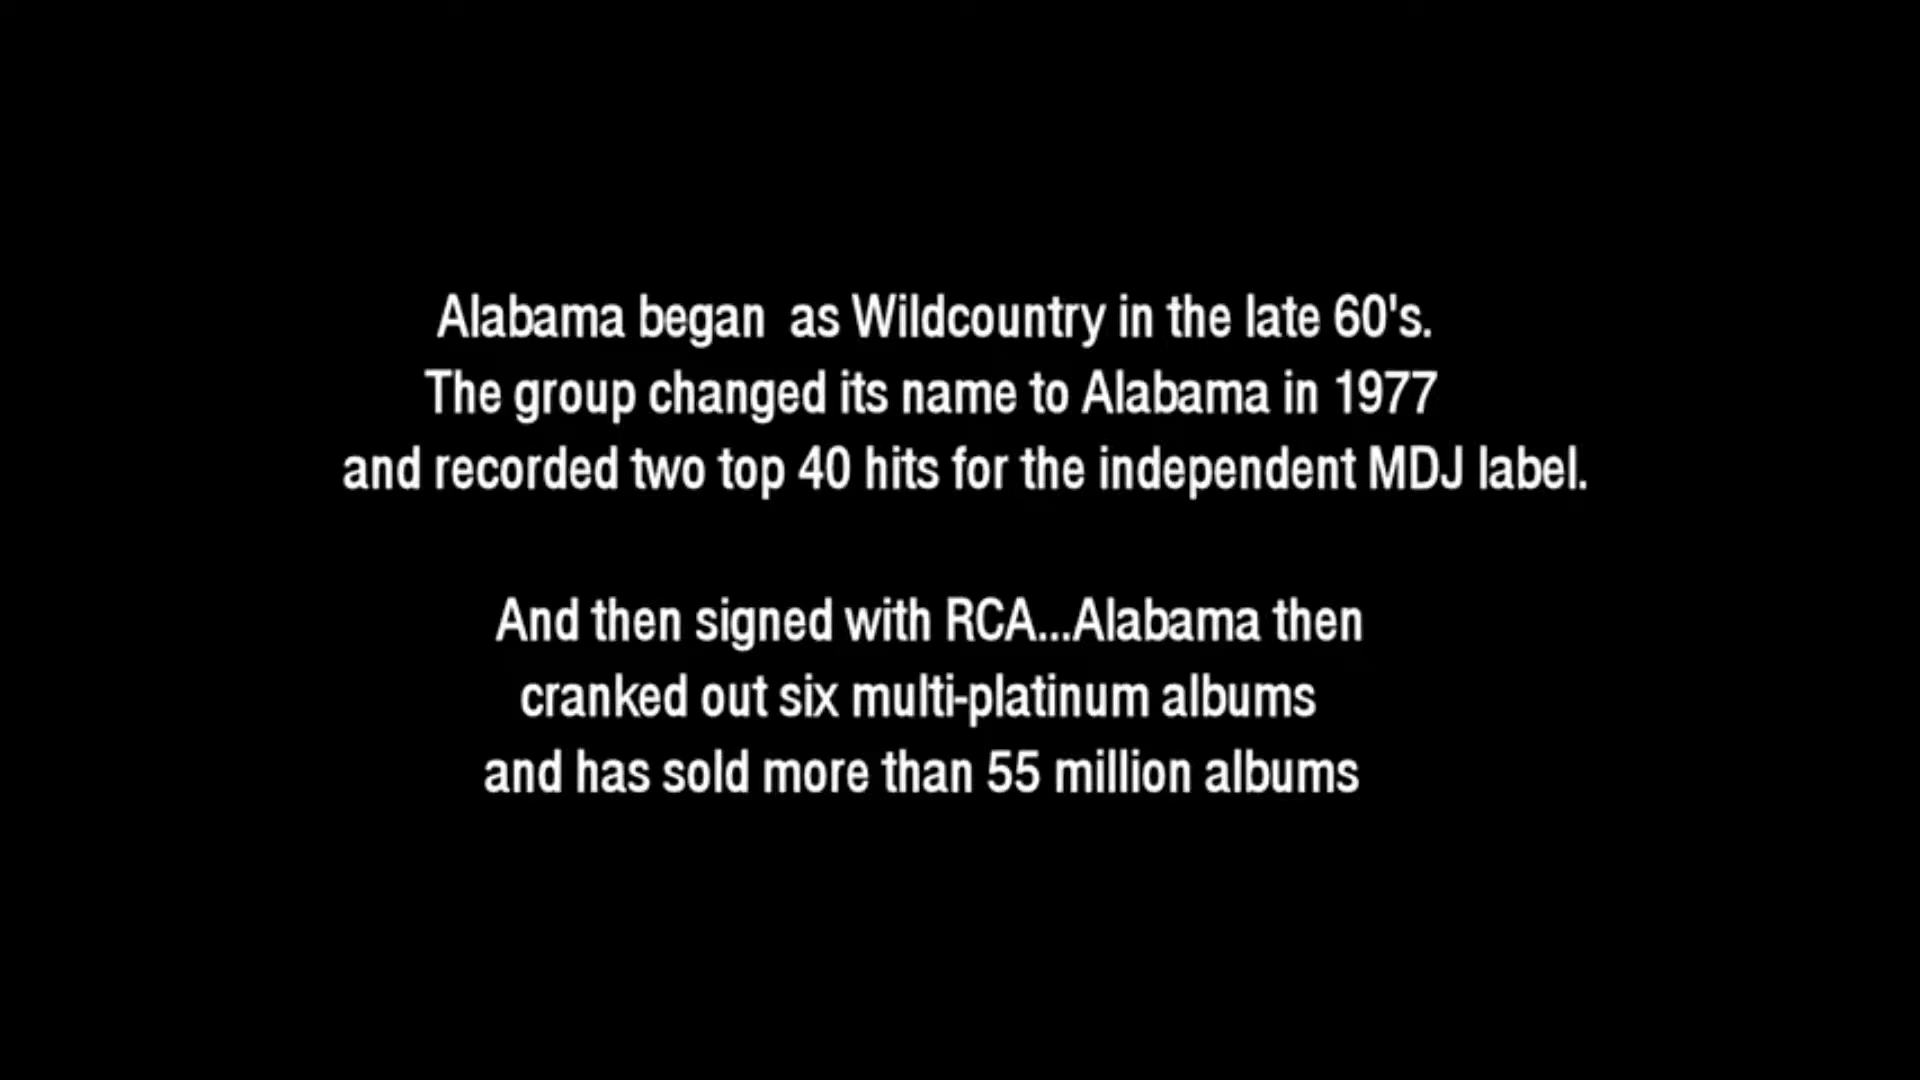 Alabama began  as Wildcountry in the late 60's.
The group changed its name to Alabama in 1977
and recorded two top 40 hits for the independent MDJ label.
And then signed with RCA...Alabama then
cranked out six multi-platinum albums
and has sold more than 55 million albums